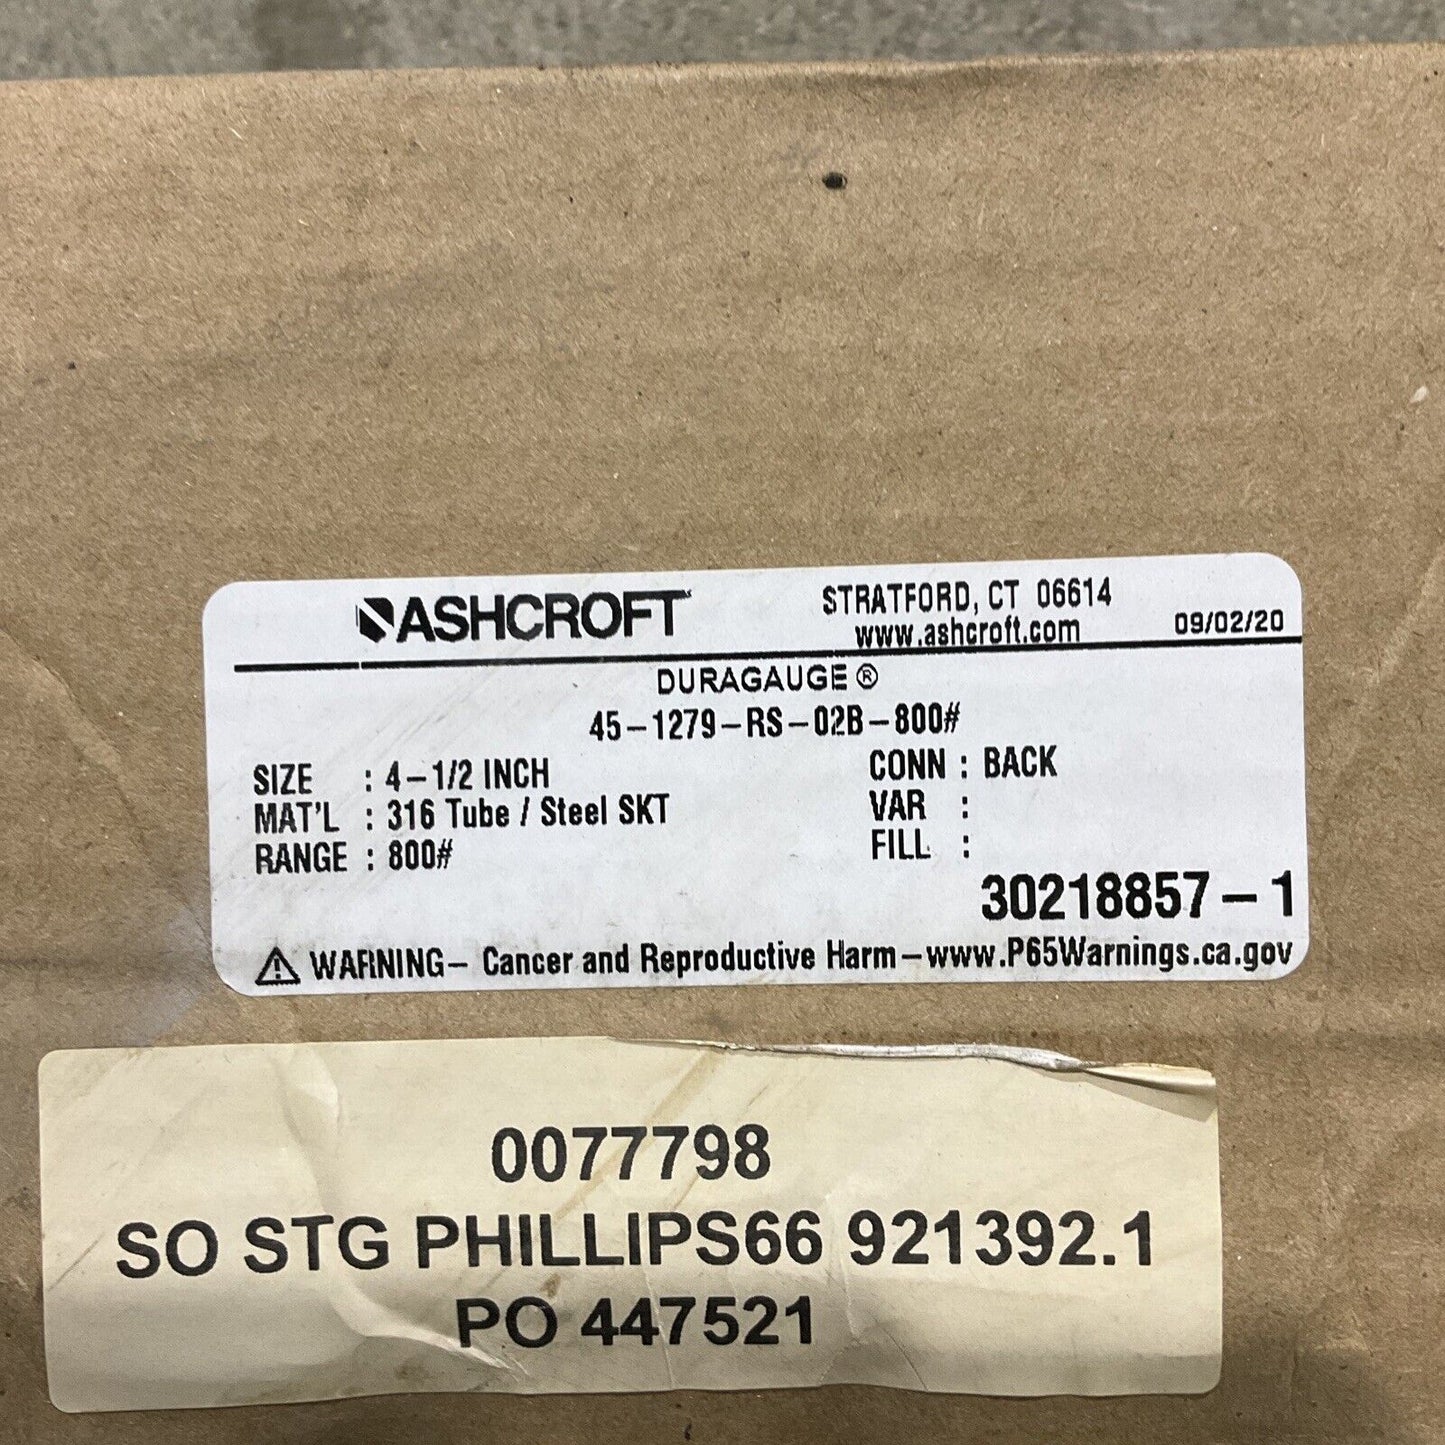 ASHCROFT
STRATFORD, CT 06614
www.ashcroft.com
09/02/20
DURAGAUGE ®
45-1279-RS-02B-800#
SIZE : 4-1/2 INCH
CONN : BACK
MAT'L : 316 Tube / Steel SKT
VAR :
RANGE : 800#
FILL :
30218857-1
WARNING- Cancer and Reproductive Harm-www.P65Warnings.ca.gov
0077798
SO STG PHILLIPS66 921392.1
PO 447521